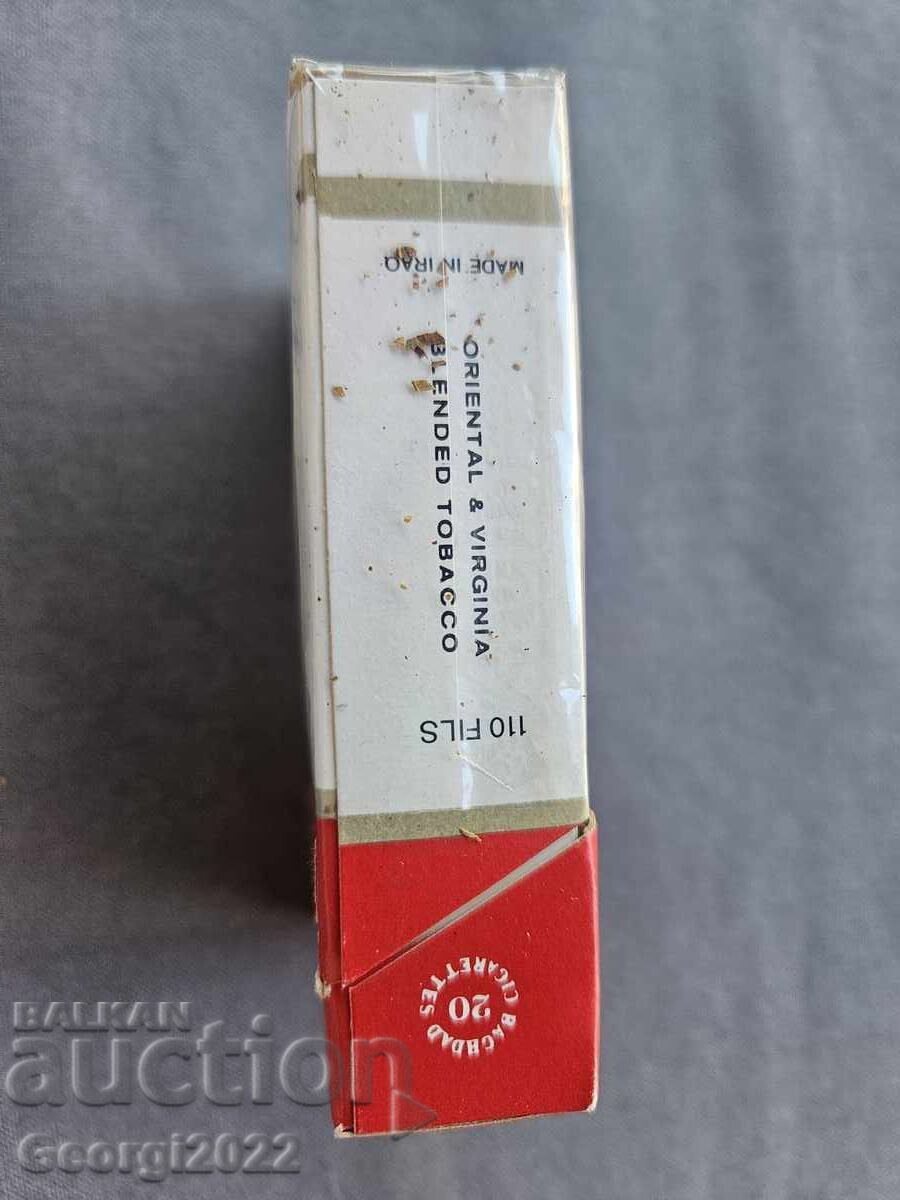 MADE IN IRAQ
ORIENTAL & VIRGINIA
BLENDED TOBACCO
110 FILS
BAGHDAD CIGARETTES
20
BALKAN
auction
Georgi2022